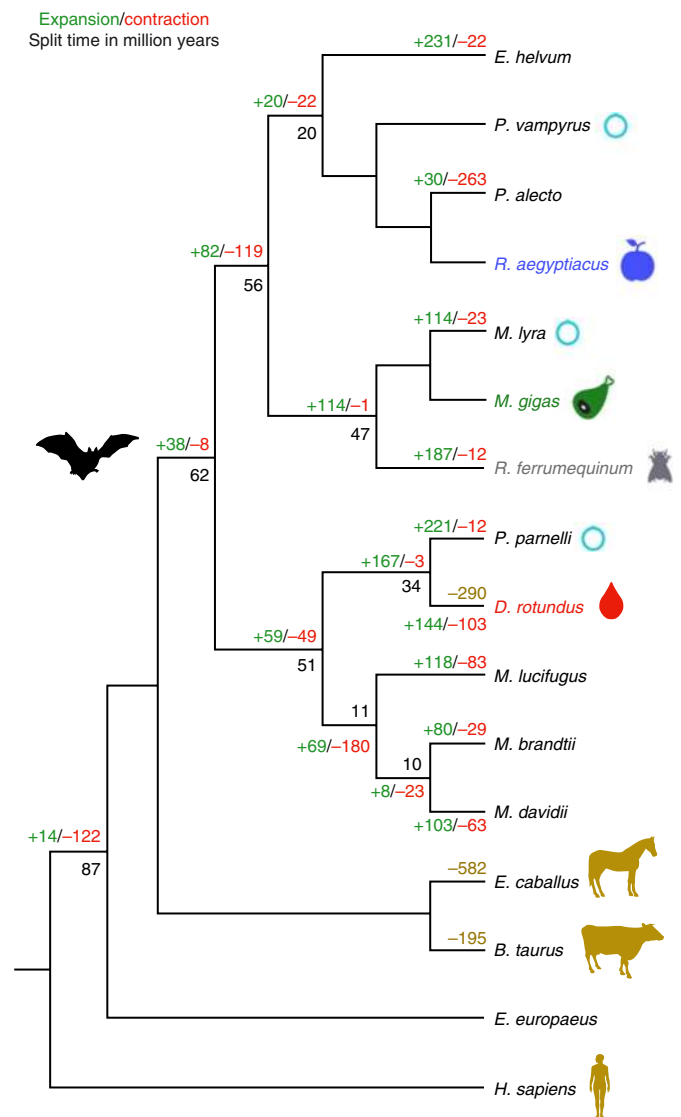 Expansion/contraction
Split time in million years
+231/−22
E. helvum
+20/−22
20
P. vampyrus
+30/−263
P. alecto
+82/−119
56
R. aegyptiacus
+114/−23
M. lyra
M. gigas
+114/−1
47
+187/−12
R. ferrumequinum
+38/−8
62
+221/−12
P. parnelli
+167/−3
34
−290
D. rotundus
+144/−103
+59/−49
51
+118/−83
M. lucifugus
11
+69/−180
+80/−29
M. brandtii
10
+8/−23
M. davidii
+103/−63
+14/−122
87
−582
E. caballus
−195
B. taurus
E. europaeus
H. sapiens